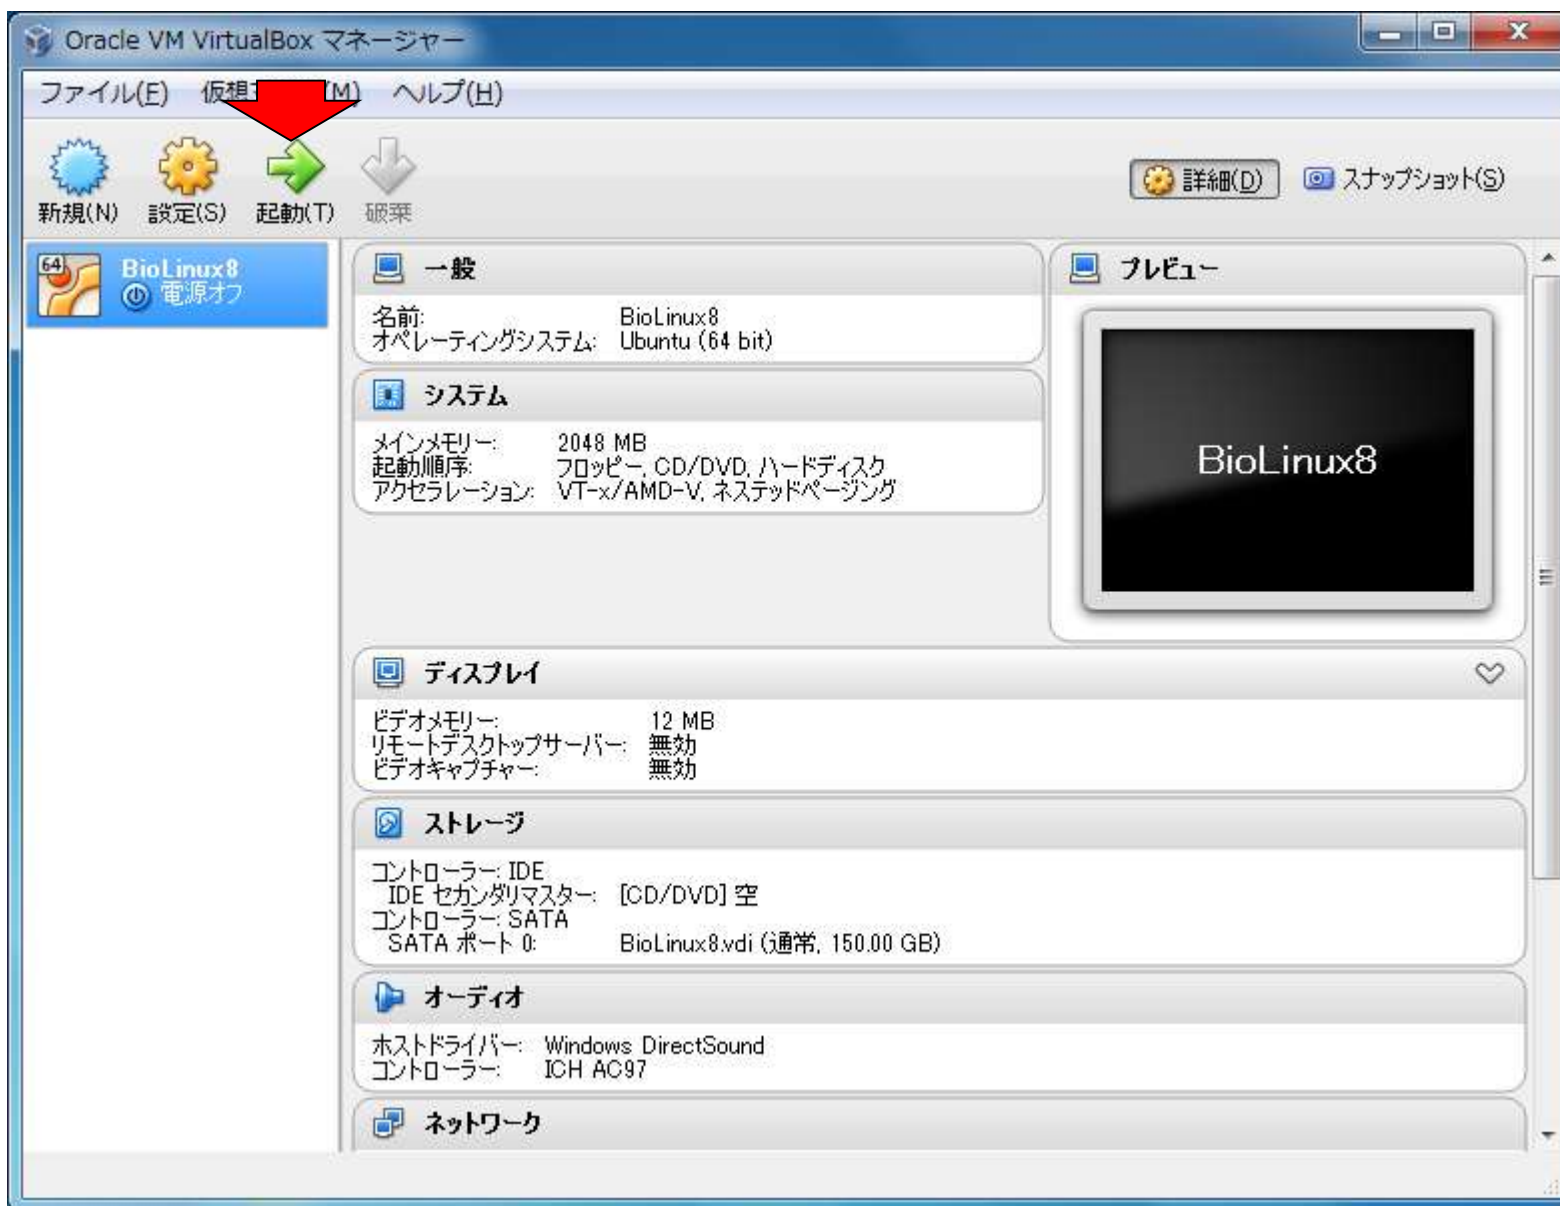 Oracle VM VirtualBox マネージャー
ファイル(F) 仮想 (M) ヘルプ(H)
新規(N) 設定(S) 起動(T) 破棄 詳細(D) スナップショット(S)
64
BioLinux8
電源オフ
一般
名前: BioLinux8
オペレーティングシステム: Ubuntu (64 bit)
システム
メインメモリー: 2048 MB
起動順序: フロッピー, CD/DVD, ハードディスク
アクセラレーション: VT-x/AMD-V, ネステッドページング
プレビュー
BioLinux8
ディスプレイ
ビデオメモリー: 12 MB
リモートデスクトップサーバー: 無効
ビデオキャプチャー: 無効
ストレージ
コントローラー: IDE
IDE セカンダリマスター: [CD/DVD] 空
コントローラー: SATA
SATA ポート 0: BioLinux8.vdi (通常, 150.00 GB)
オーディオ
ホストドライバー: Windows DirectSound
コントローラー: ICH AC97
ネットワーク